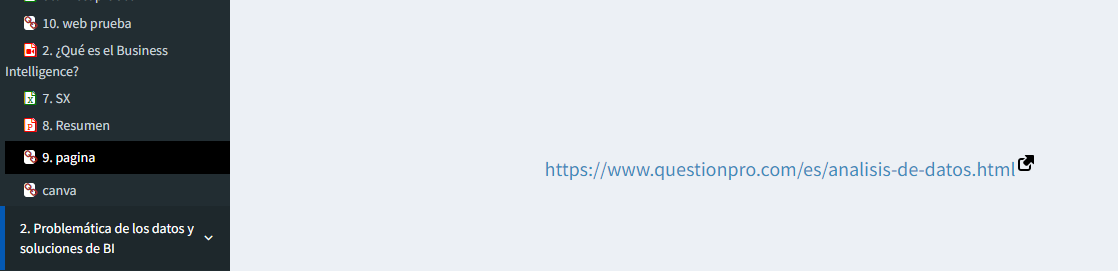 10. web prueba
2. ¿Qué es el Business
Intelligence?
7. SX
8. Resumen
9. pagina
canva
2. Problemática de los datos y
soluciones de BI
https://www.questionpro.com/es/analisis-de-datos.html